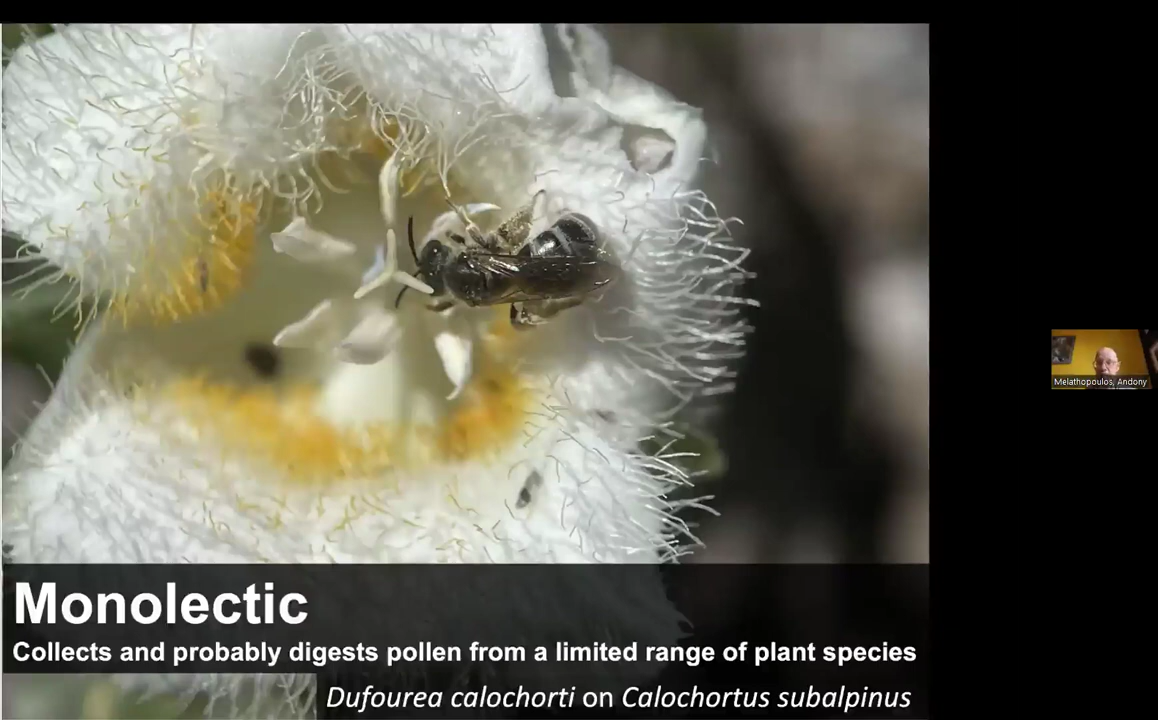 Melathopoulos, Andony
Monolectic
Collects and probably digests pollen from a limited range of plant species
Dufourea calochorti on Calochortus subalpinus